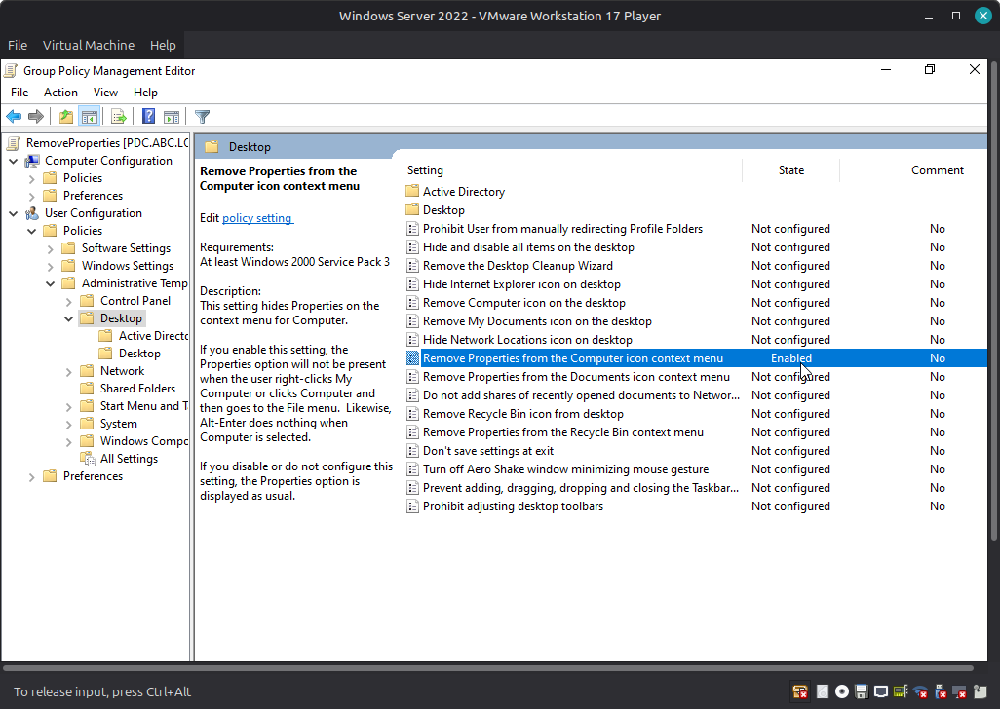 Windows Server 2022 - VMware Workstation 17 Player
File Virtual Machine Help
Group Policy Management Editor
File Action View Help
RemoveProperties [PDC.ABC.LO
Computer Configuration
Policies
Preferences
User Configuration
Policies
Software Settings
Windows Settings
Administrative Temp
Control Panel
Desktop
Active Directo
Desktop
Network
Shared Folders
Start Menu and T
System
Windows Compo
All Settings
Preferences
Desktop
Remove Properties from the
Computer icon context menu
Edit policy setting
Requirements:
At least Windows 2000 Service Pack 3
Description:
This setting hides Properties on the
context menu for Computer.
If you enable this setting, the
Properties option will not be present
when the user right-clicks My
Computer or clicks Computer and
then goes to the File menu.  Likewise,
Alt-Enter does nothing when
Computer is selected.
If you disable or do not configure this
setting, the Properties option is
displayed as usual.
Setting State Comment
Active Directory
Desktop
Prohibit User from manually redirecting Profile Folders Not configured No
Hide and disable all items on the desktop Not configured No
Remove the Desktop Cleanup Wizard Not configured No
Hide Internet Explorer icon on desktop Not configured No
Remove Computer icon on the desktop Not configured No
Remove My Documents icon on the desktop Not configured No
Hide Network Locations icon on desktop Not configured No
Remove Properties from the Computer icon context menu Enabled No
Remove Properties from the Documents icon context menu Not configured No
Do not add shares of recently opened documents to Networ... Not configured No
Remove Recycle Bin icon from desktop Not configured No
Remove Properties from the Recycle Bin context menu Not configured No
Don't save settings at exit Not configured No
Turn off Aero Shake window minimizing mouse gesture Not configured No
Prevent adding, dragging, dropping and closing the Taskbar... Not configured No
Prohibit adjusting desktop toolbars Not configured No
To release input, press Ctrl+Alt